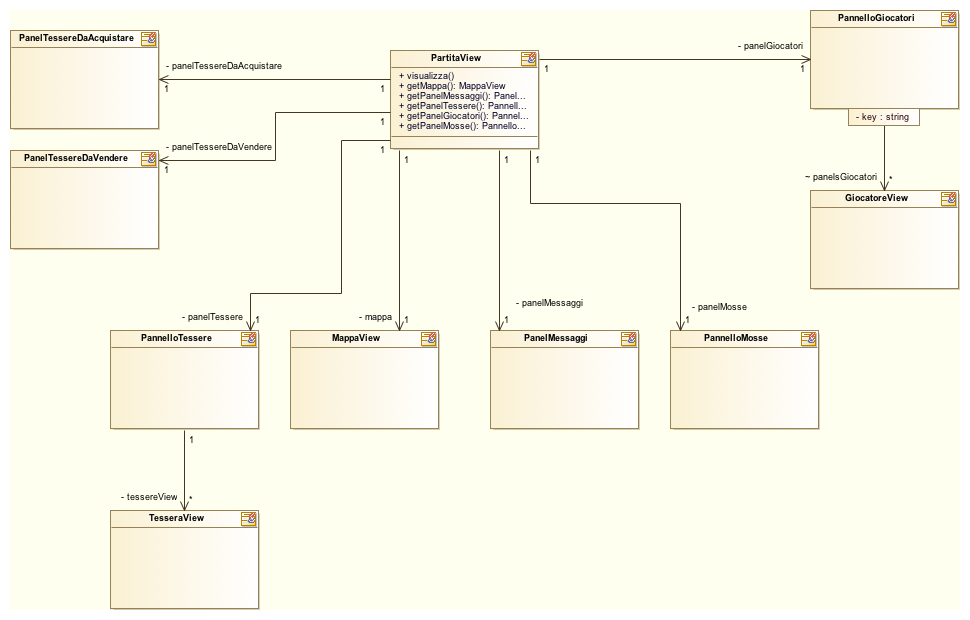 PanelTessereDaAcquistare
- panelTessereDaAcquistare
1
1
PartitaView
+ visualizza()
+ getMappa(): MappaView
+ getPanelMessaggi(): Panel...
+ getPanelTessere(): Pannell...
+ getPanelGiocatori(): Pannel...
+ getPanelMosse(): Pannello...
- panelGiocatori
1
1
PannelloGiocatori
- key : string
~ panelsGiocatori
*
GiocatoreView
PanelTessereDaVendere
- panelTessereDaVendere
1
1
1
1
1
1
- panelTessere
1
- mappa
1
- panelMessaggi
1
- panelMosse
1
PannelloTessere
MappaView
PanelMessaggi
PannelloMosse
1
- tessereView
*
TesseraView